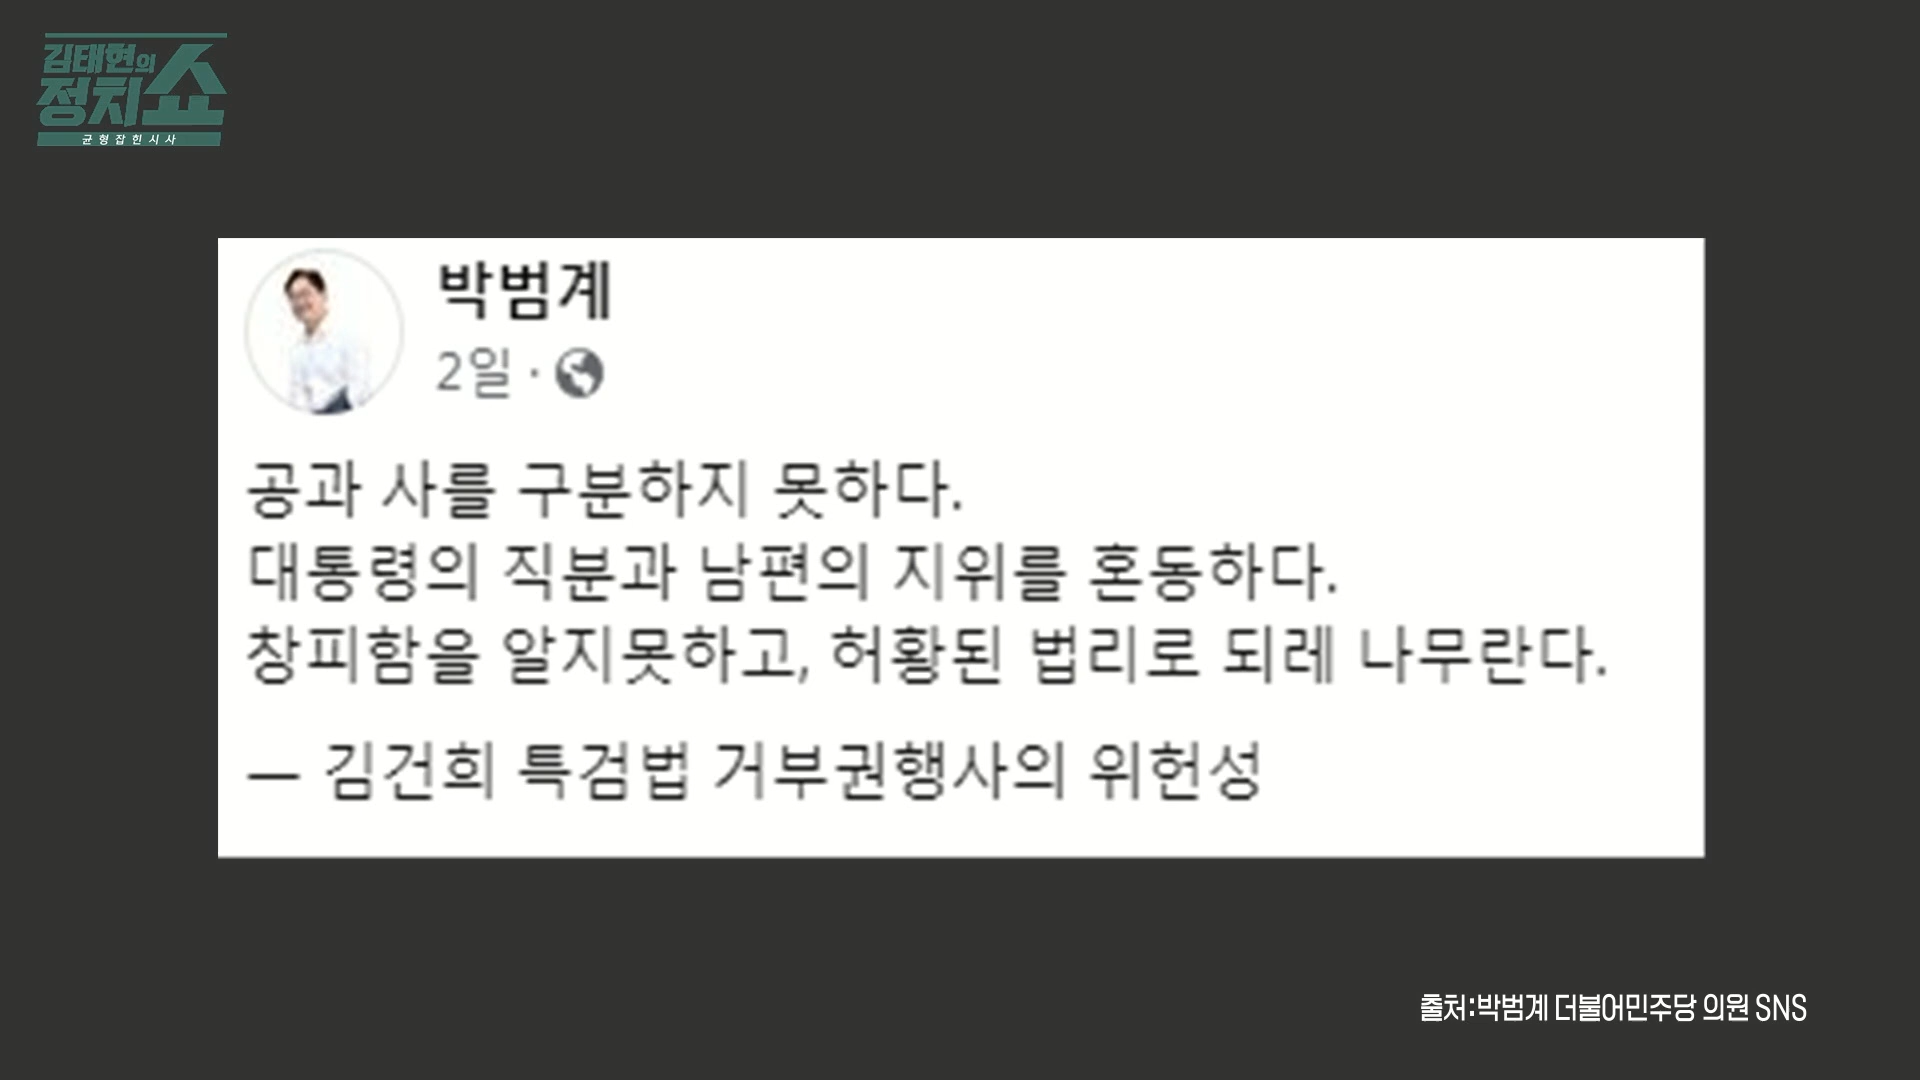 김태현의
정치쇼
균형잡힌시사
박범계
2일 ·
공과 사를 구분하지 못하다.
대통령의 직분과 남편의 지위를 혼동하다.
창피함을 알지못하고, 허황된 법리로 되레 나무란다.
— 김건희 특검법 거부권행사의 위헌성
출처:박범계 더불어민주당 의원 SNS